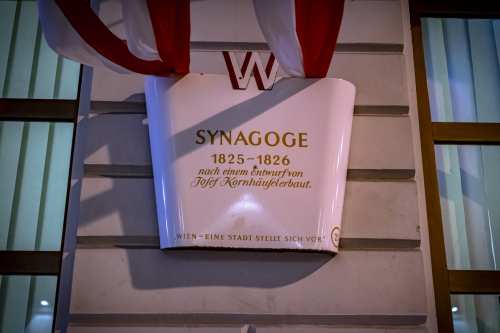 W
SYNAGOGE
1825-1826
nach einem Entwurf von
Josef Kornhäusel erbaut.
WIEN-EINE STADT STELLT SICH VOR